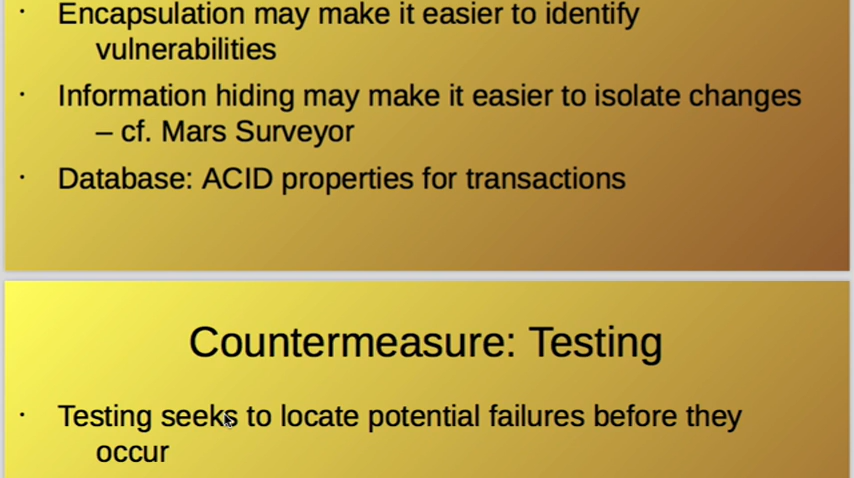 · Encapsulation may make it easier to identify
vulnerabilities
· Information hiding may make it easier to isolate changes
– cf. Mars Surveyor
· Database: ACID properties for transactions
Countermeasure: Testing
· Testing seeks to locate potential failures before they
occur